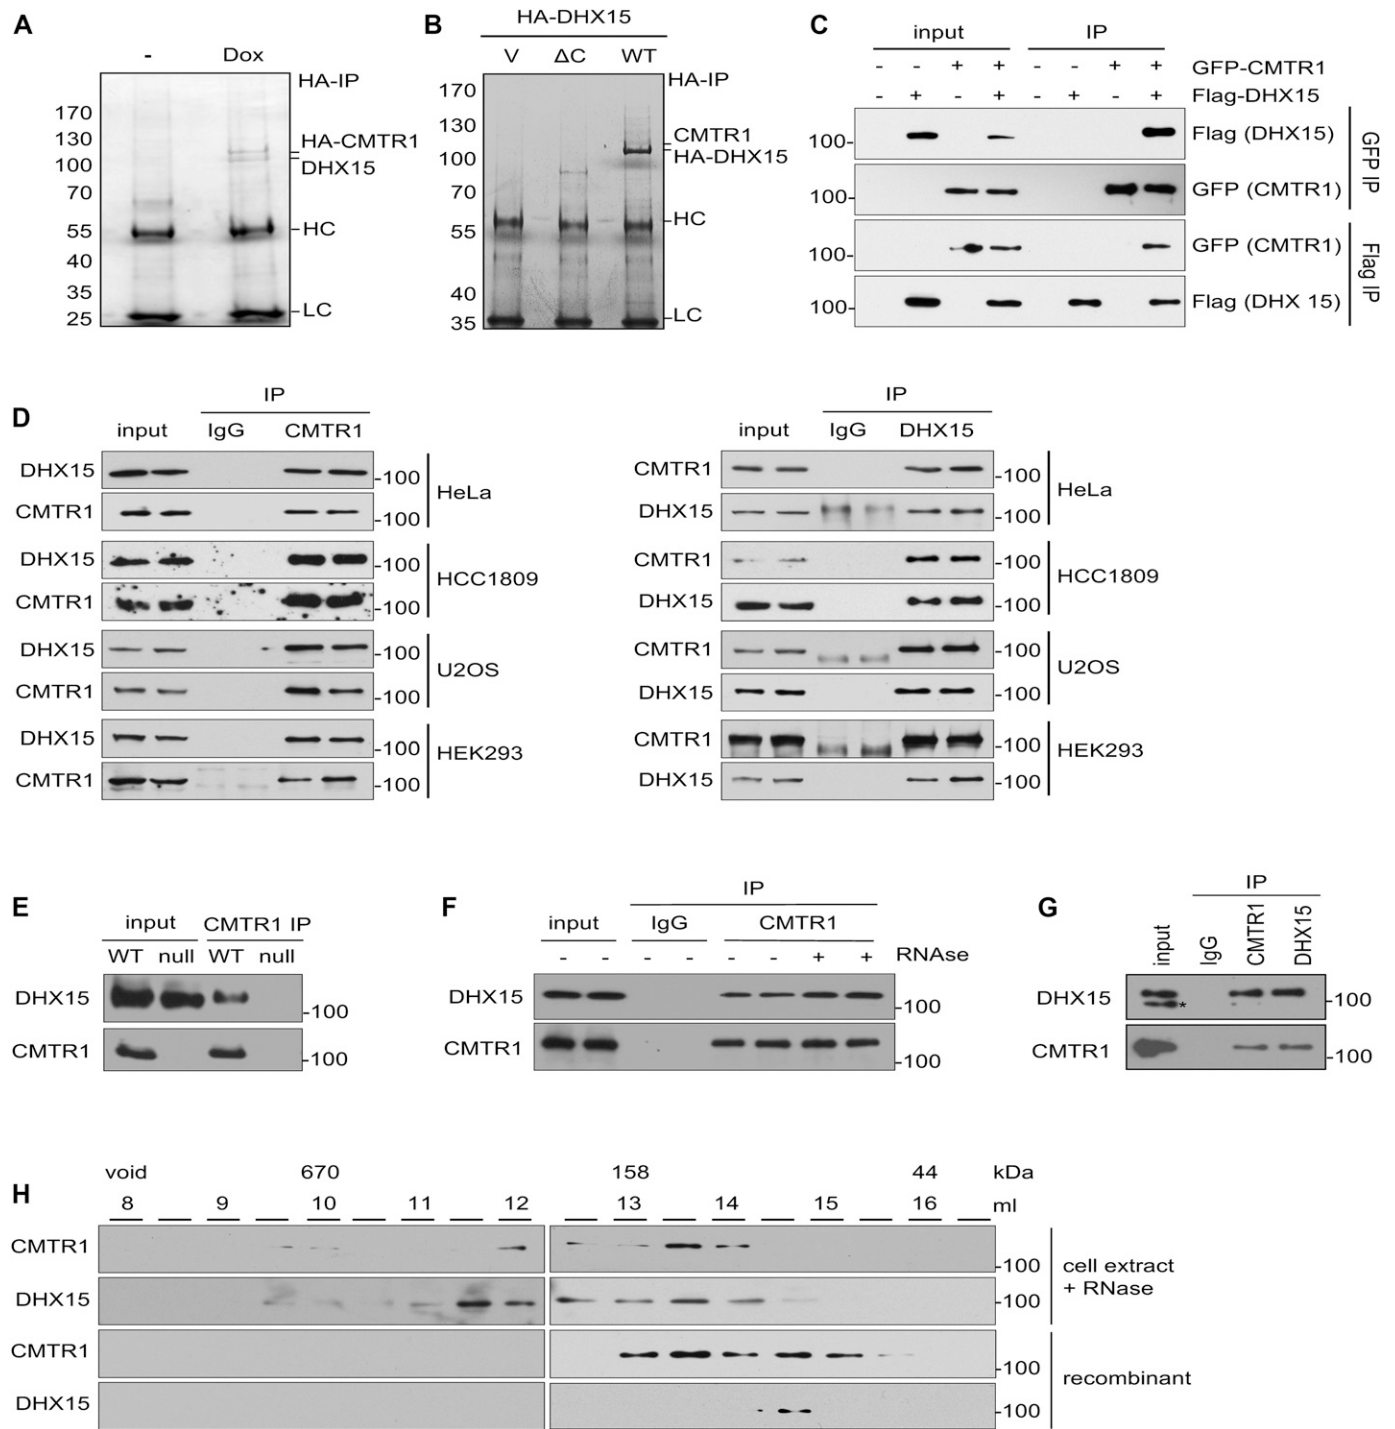 A
- Dox
HA-IP
170
130
100
70
55
40
35
25
HA-CMTR1
DHX15
HC
LC
B
HA-DHX15
V ΔC WT
HA-IP
170
130
100
70
55
40
35
CMTR1
HA-DHX15
HC
LC
C
input IP
- - + + - - + + GFP-CMTR1
- + - + - + - + Flag-DHX15
100- Flag (DHX15)
100- GFP (CMTR1)
GFP IP
100- GFP (CMTR1)
100- Flag (DHX 15)
Flag IP
D
IP
input IgG CMTR1
DHX15 -100
CMTR1 -100
HeLa
DHX15 -100
CMTR1 -100
HCC1809
DHX15 -100
CMTR1 -100
U2OS
DHX15 -100
CMTR1 -100
HEK293
IP
input IgG DHX15
CMTR1 -100
DHX15 -100
HeLa
CMTR1 -100
DHX15 -100
HCC1809
CMTR1 -100
DHX15 -100
U2OS
CMTR1 -100
DHX15 -100
HEK293
E
input CMTR1 IP
WT null WT null
DHX15 -100
CMTR1 -100
F
IP
input IgG CMTR1
- - - - - - + + RNAse
DHX15 -100
CMTR1 -100
G
IP
input IgG CMTR1 DHX15
DHX15 * -100
CMTR1 -100
H
void 670 158 44 kDa
8 9 10 11 12 13 14 15 16 ml
CMTR1 -100
DHX15 -100
cell extract
+ RNase
CMTR1 -100
DHX15 -100
recombinant